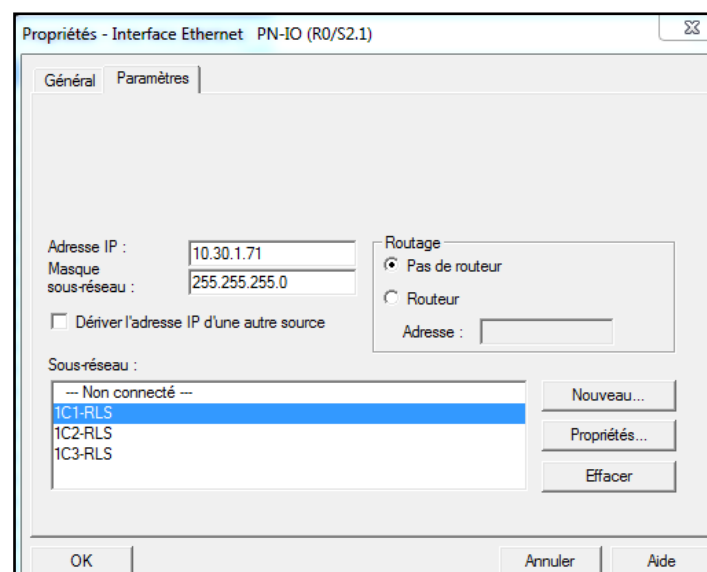 Propriétés - Interface Ethernet PN-IO (R0/S2.1)
Général
Paramètres
Adresse IP :
10.30.1.71
Masque
sous-réseau :
255.255.255.0
Dériver l'adresse IP d'une autre source
Routage
Pas de routeur
Routeur
Adresse :
Sous-réseau :
--- Non connecté ---
1C1-RLS
1C2-RLS
1C3-RLS
Nouveau...
Propriétés...
Effacer
OK
Annuler
Aide